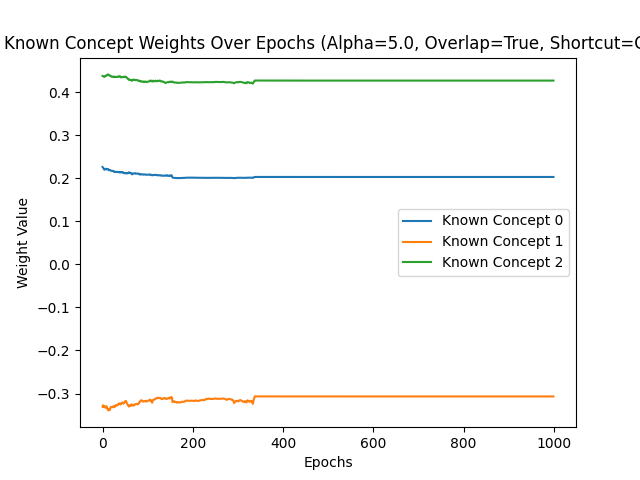 Known Concept Weights Over Epochs (Alpha=5.0, Overlap=True,
Weight Value
0.4
0.3
0.2
0.1
0.0
−0.1
−0.2
−0.3
Known Concept 0
Known Concept 1
Known Concept 2
0
200
400
600
800
1000
Epochs